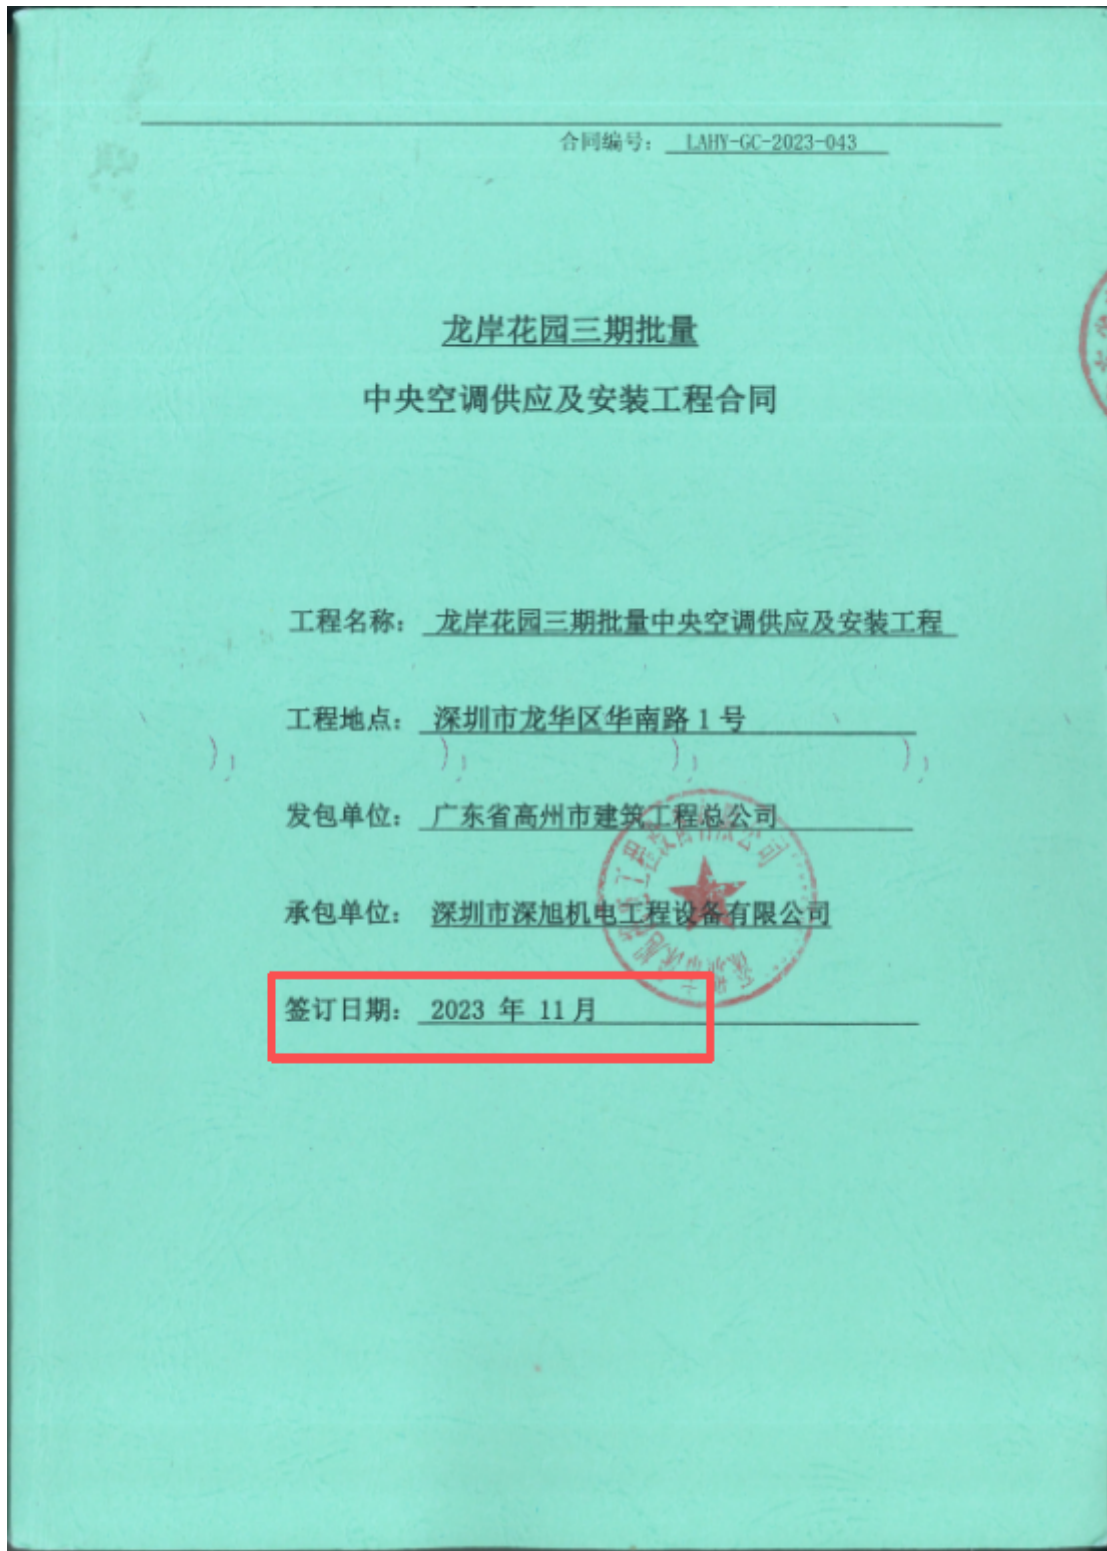 合同编号： LAHY-GC-2023-043
龙岸花园三期批量
中央空调供应及安装工程合同
工程名称： 龙岸花园三期批量中央空调供应及安装工程
工程地点： 深圳市龙华区华南路 1 号
发包单位： 广东省高州市建筑工程总公司
承包单位： 深圳市深旭机电工程设备有限公司
签订日期： 2023 年 11 月